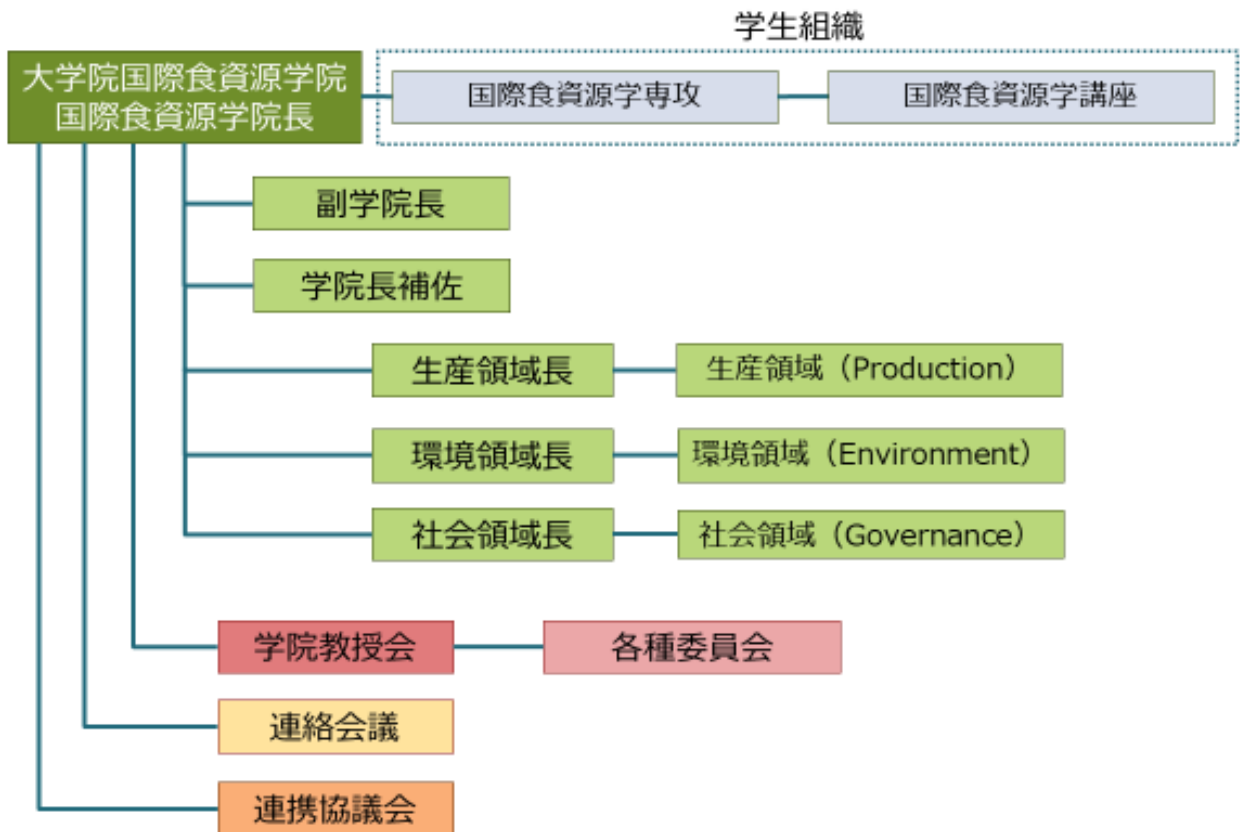 学生組織
大学院国際食資源学院
国際食資源学院長
国際食資源学専攻
国際食資源学講座
副学院長
学院長補佐
生産領域長
生産領域（Production）
環境領域長
環境領域（Environment）
社会領域長
社会領域（Governance）
学院教授会
各種委員会
連絡会議
連携協議会